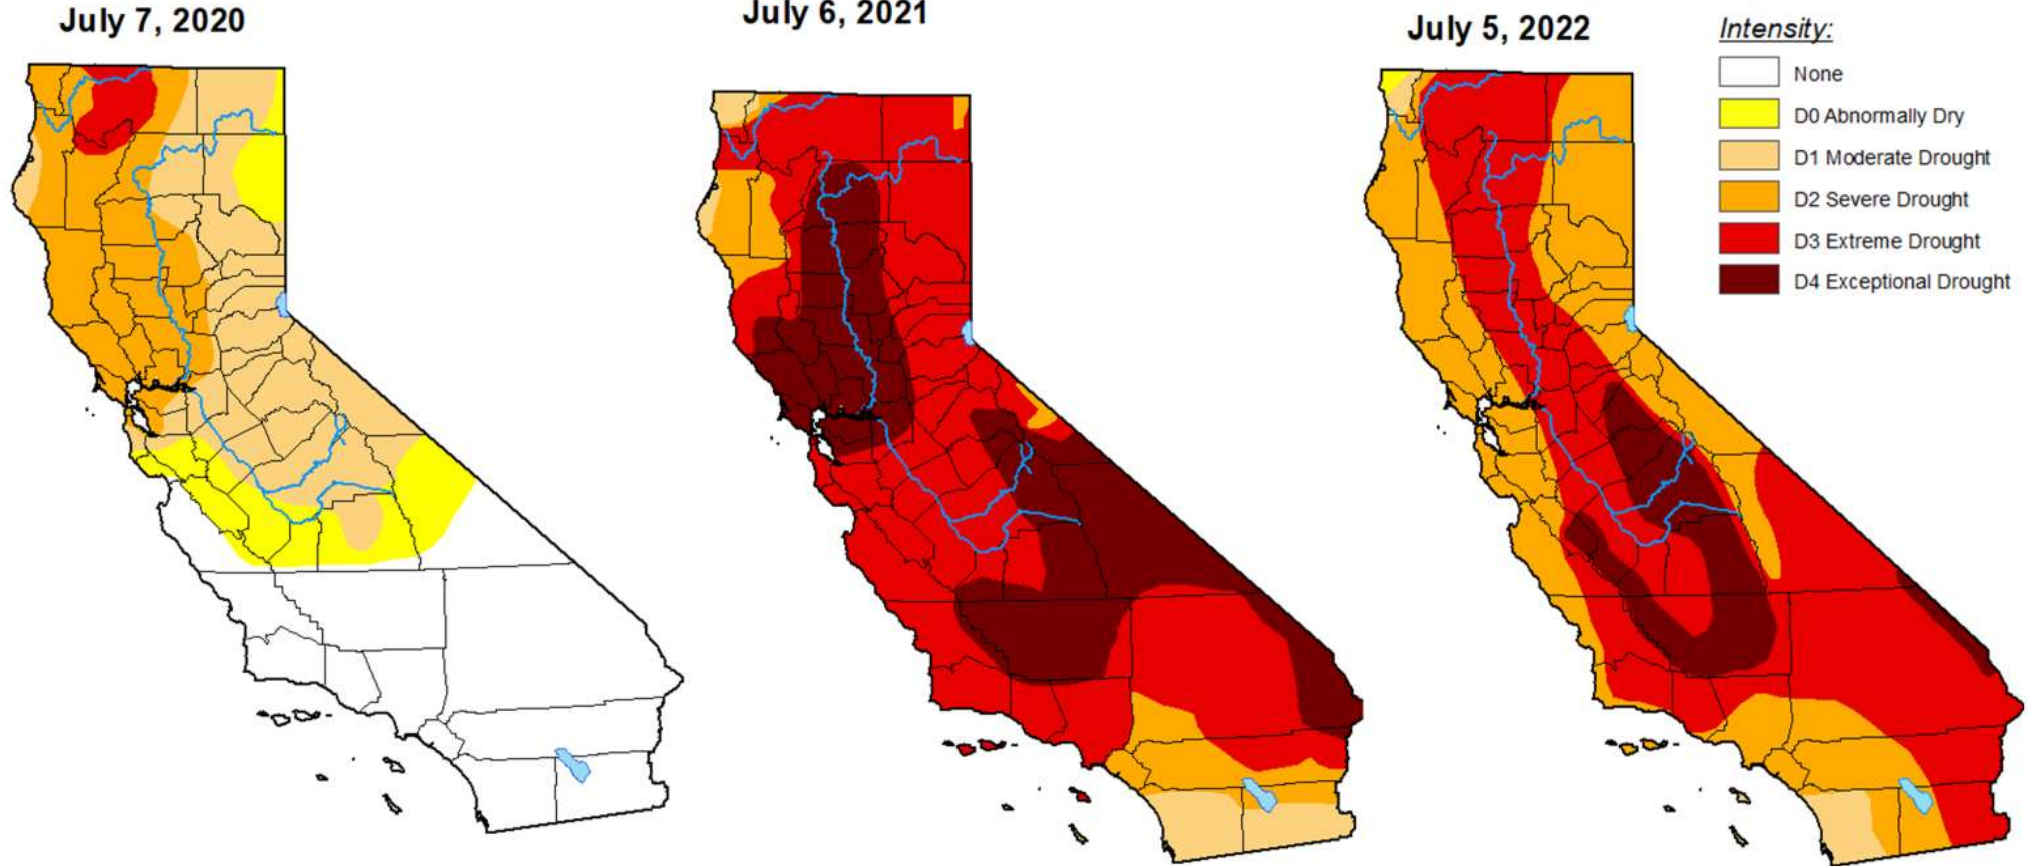 July 7, 2020
July 6, 2021
July 5, 2022
Intensity:
None
D0 Abnormally Dry
D1 Moderate Drought
D2 Severe Drought
D3 Extreme Drought
D4 Exceptional Drought